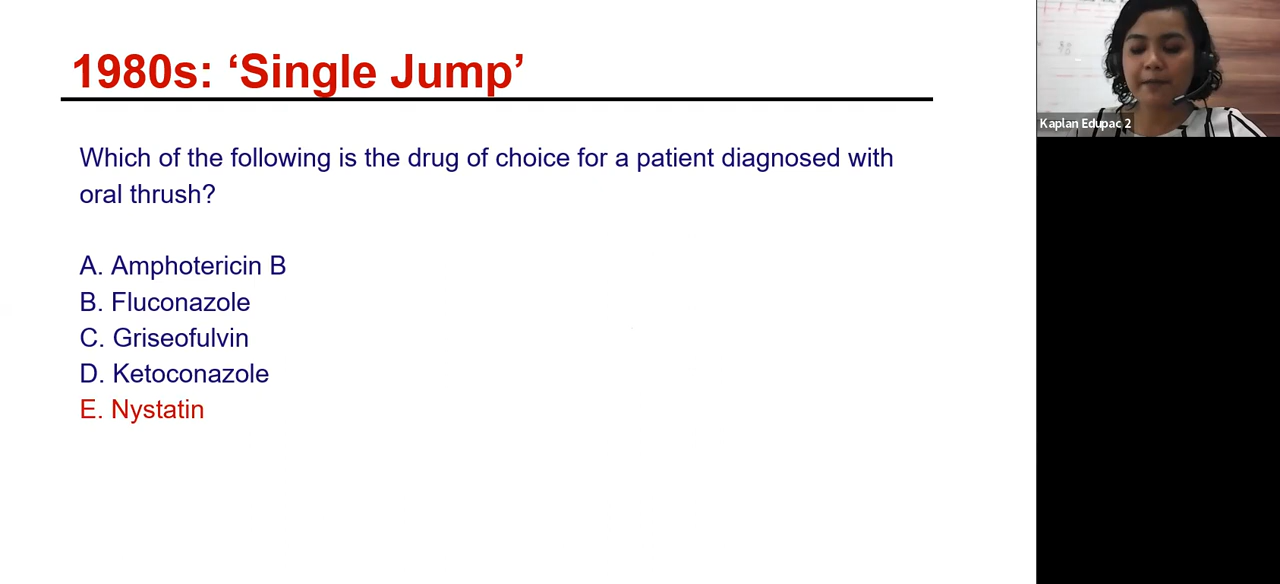 1980s: ‘Single Jump’
Which of the following is the drug of choice for a patient diagnosed with
oral thrush?
A. Amphotericin B
B. Fluconazole
C. Griseofulvin
D. Ketoconazole
E. Nystatin
Kaplan Edupac 2